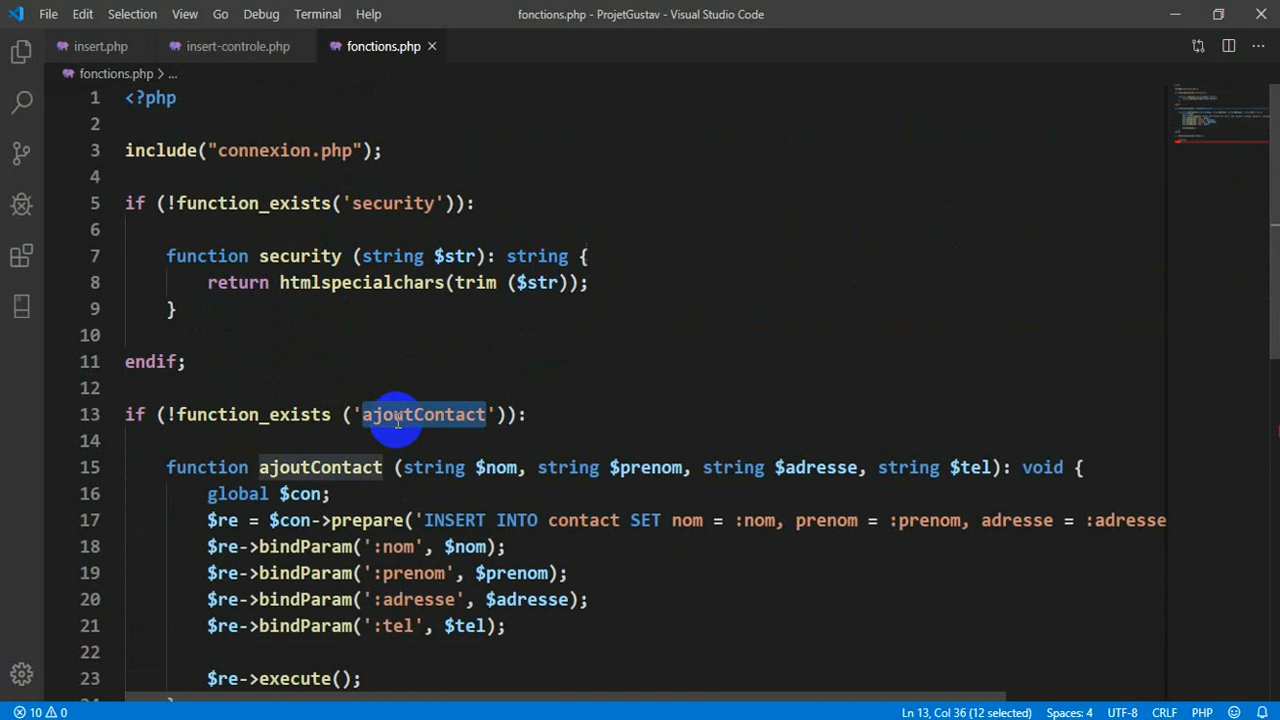 File Edit Selection View Go Debug Terminal Help fonctions.php - ProjetGustav - Visual Studio Code
insert.php insert-controle.php fonctions.php
fonctions.php > ...
1 <?php
2
3 include("connexion.php");
4
5 if (!function_exists('security')):
6
7 function security (string $str): string {
8 return htmlspecialchars(trim ($str));
9 }
10
11 endif;
12
13 if (!function_exists ('ajoutContact')):
14
15 function ajoutContact (string $nom, string $prenom, string $adresse, string $tel): void {
16 global $con;
17 $re = $con->prepare('INSERT INTO contact SET nom = :nom, prenom = :prenom, adresse = :adresse
18 $re->bindParam(':nom', $nom);
19 $re->bindParam(':prenom', $prenom);
20 $re->bindParam(':adresse', $adresse);
21 $re->bindParam(':tel', $tel);
22
23 $re->execute();
10 0 Ln 13, Col 36 (12 selected) Spaces: 4 UTF-8 CRLF PHP